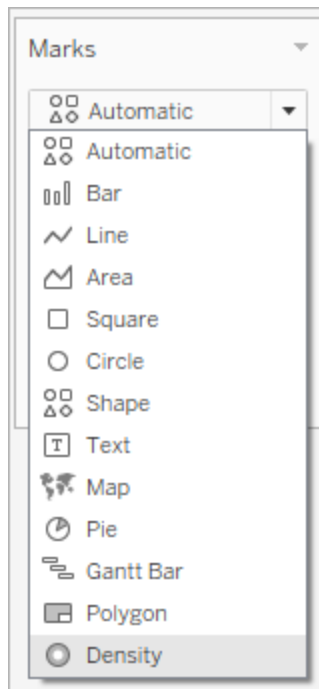 Marks
Automatic
Automatic
Bar
Line
Area
Square
Circle
Shape
T Text
Map
Pie
Gantt Bar
Polygon
Density